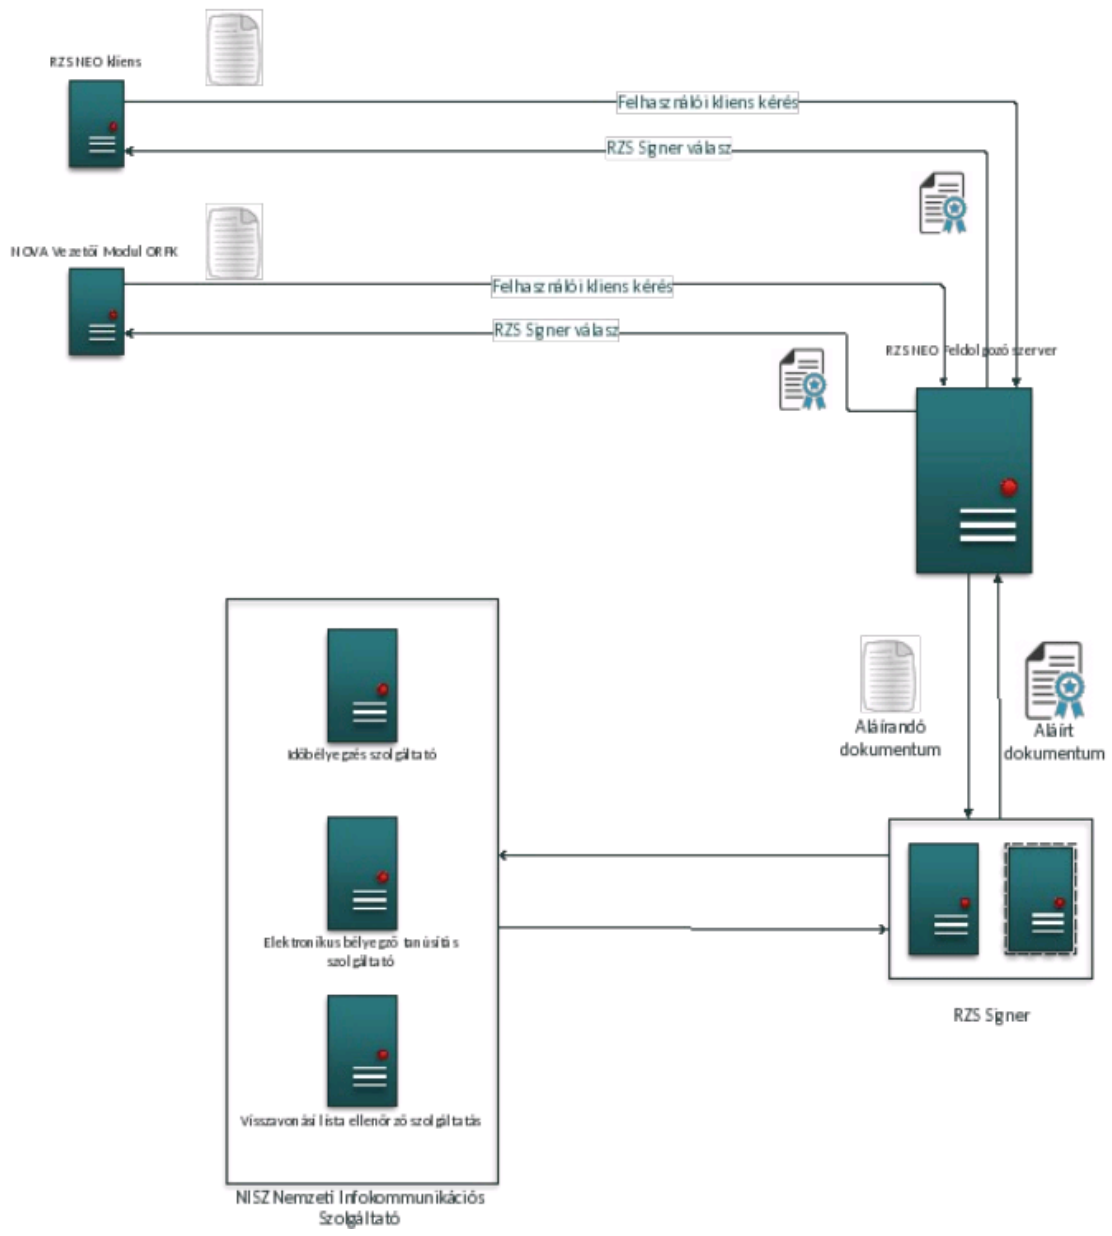 RZS NEO kliens
Felhasználói kliens kérés
RZS Signer válasz
NOVA Vezetői Modul ORFK
Felhasználói kliens kérés
RZS Signer válasz
RZS NEO Feldolgozó szerver
Aláírandó
dokumentum
Aláírt
dokumentum
Időbélyegzés szolgáltató
Elektronikus bélyegző tanúsítás
szolgáltató
RZS Signer
Visszavonási lista ellenőrző szolgáltatás
NISZ Nemzeti Infokommunikációs
Szolgáltató